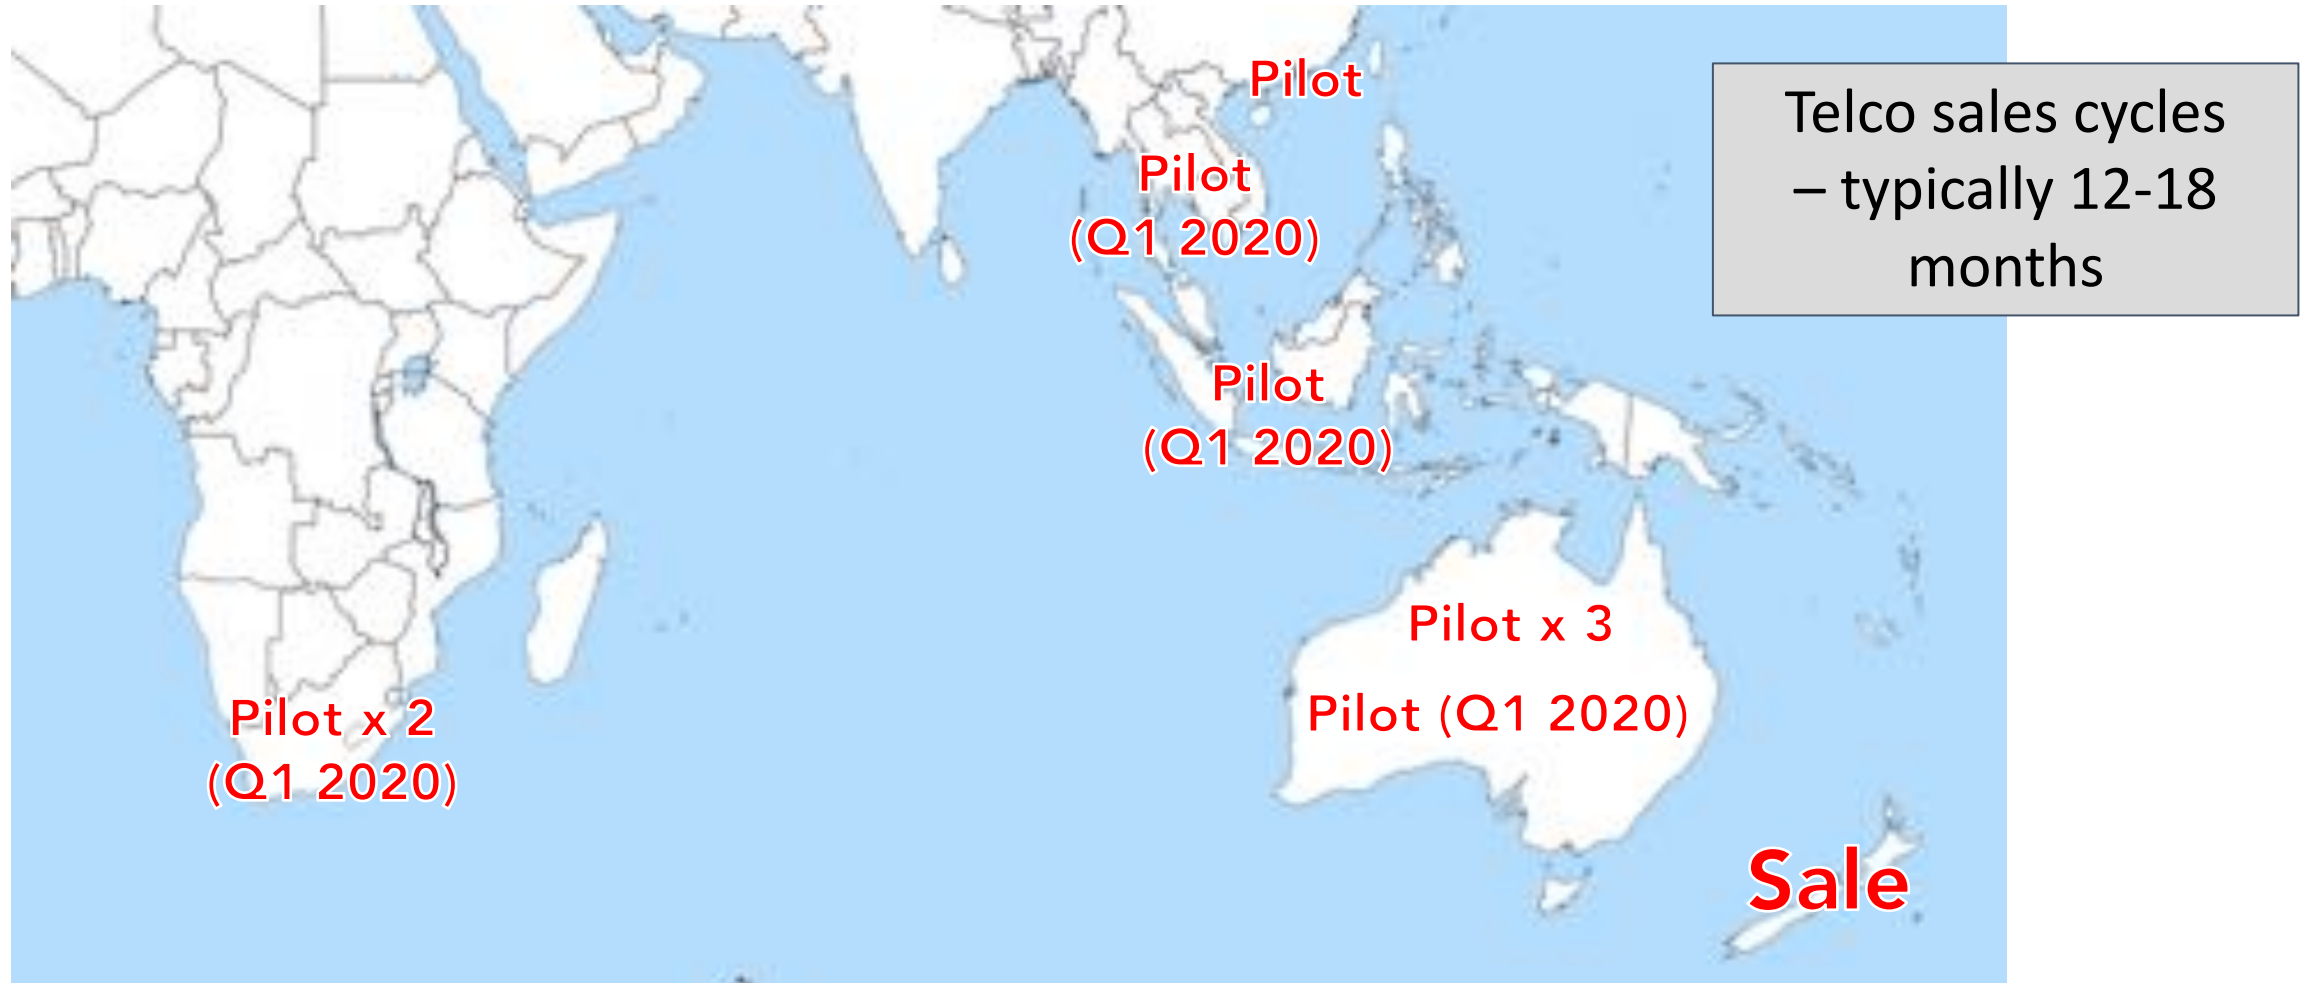 Pilot
Telco sales cycles
– typically 12-18
months
Pilot
(Q1 2020)
Pilot
(Q1 2020)
Pilot x 3
Pilot (Q1 2020)
Pilot x 2
(Q1 2020)
Sale